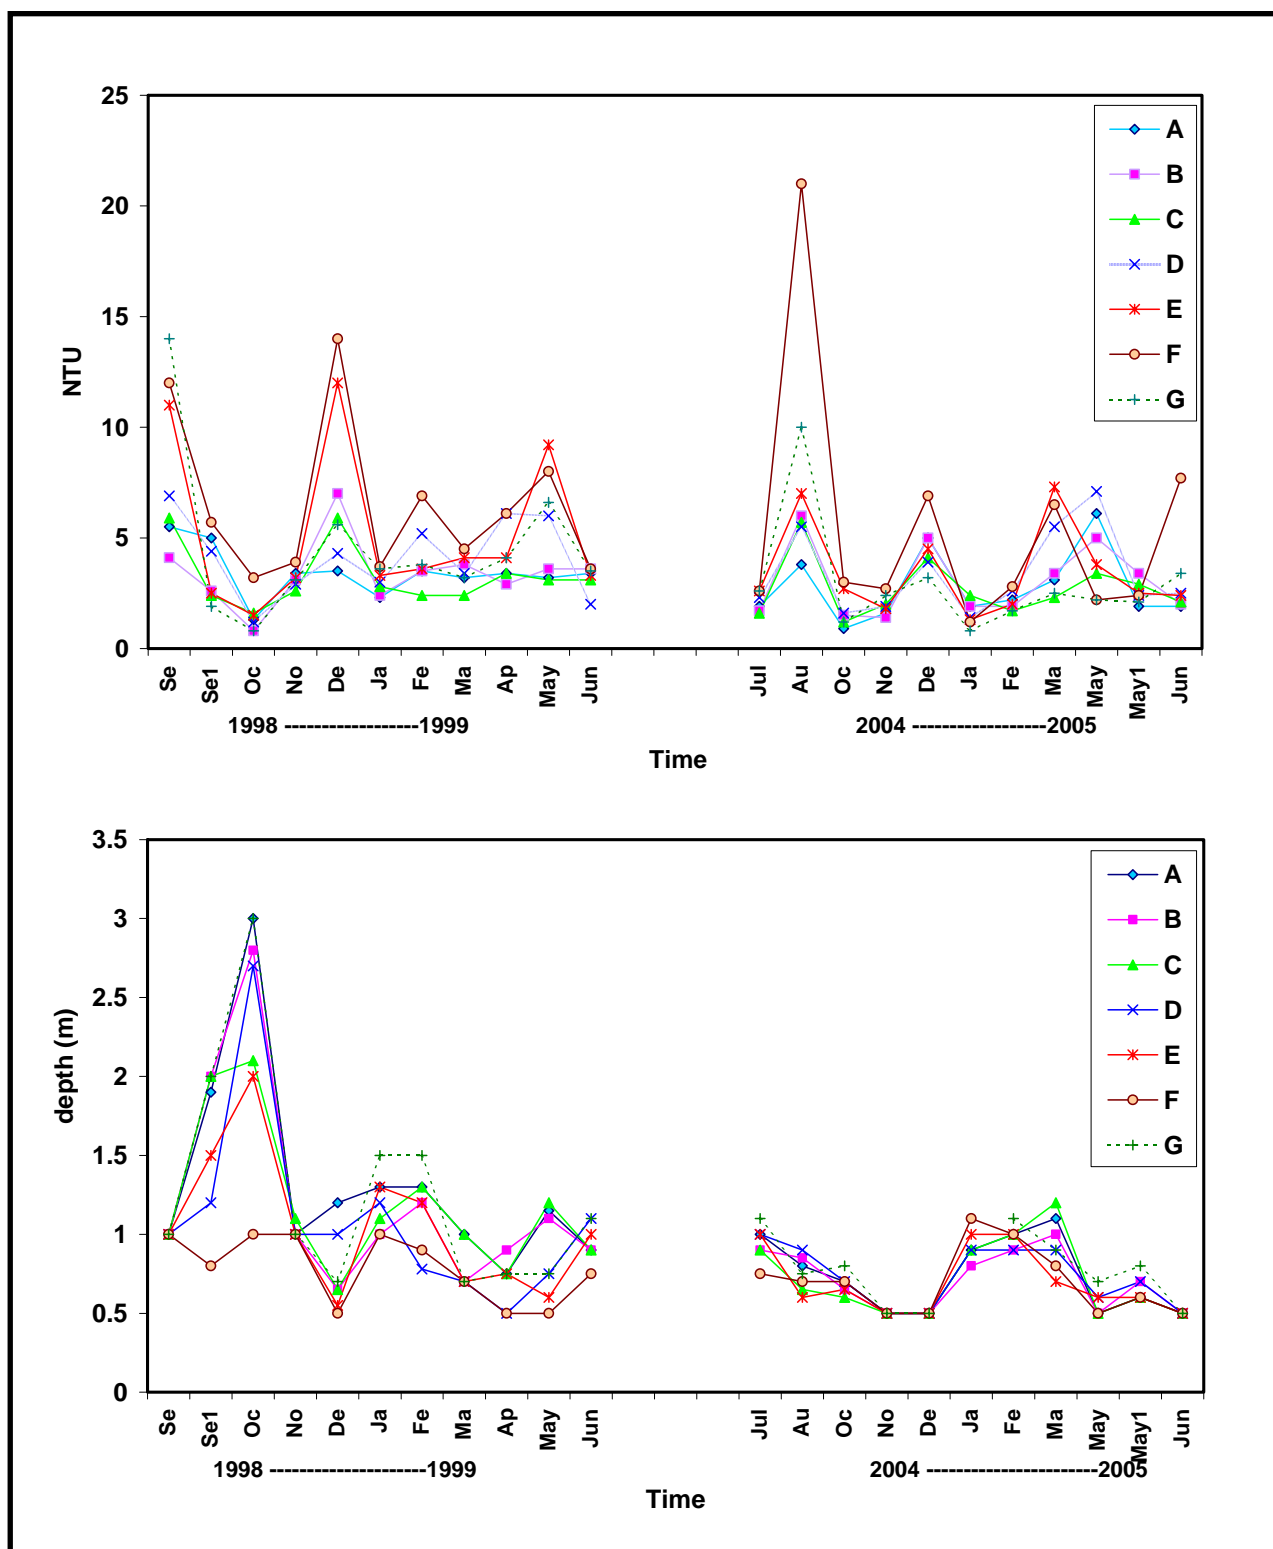 25
20
15
10
5
0
NTU
A
B
C
D
E
F
G
Se Se1 Oc No De Ja Fe Ma Ap May Jun Jul Au Oc No De Ja Fe Ma May May1 Jun
1998 -------------------1999 2004 -------------------2005
Time
3.5
3
2.5
2
1.5
1
0.5
0
depth (m)
A
B
C
D
E
F
G
Se Se1 Oc No De Ja Fe Ma Ap May Jun Jul Au Oc No De Ja Fe Ma May May1 Jun
1998 -------------------------1999 2004 ---------------------------2005
Time